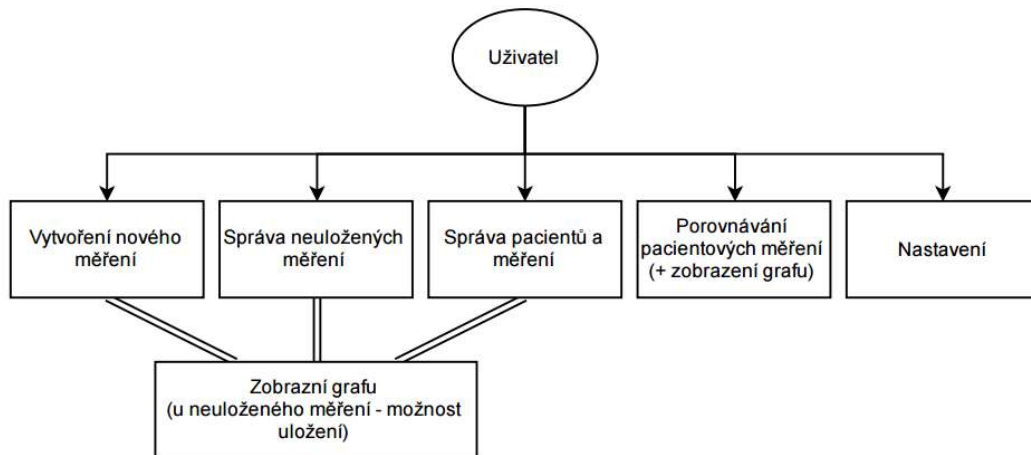 Uživatel
Vytvoření nového
měření
Správa neuložených
měření
Správa pacientů a
měření
Porovnávání
pacientových měření
(+ zobrazení grafu)
Nastavení
Zobrazní grafu
(u neuloženého měření - možnost
uložení)